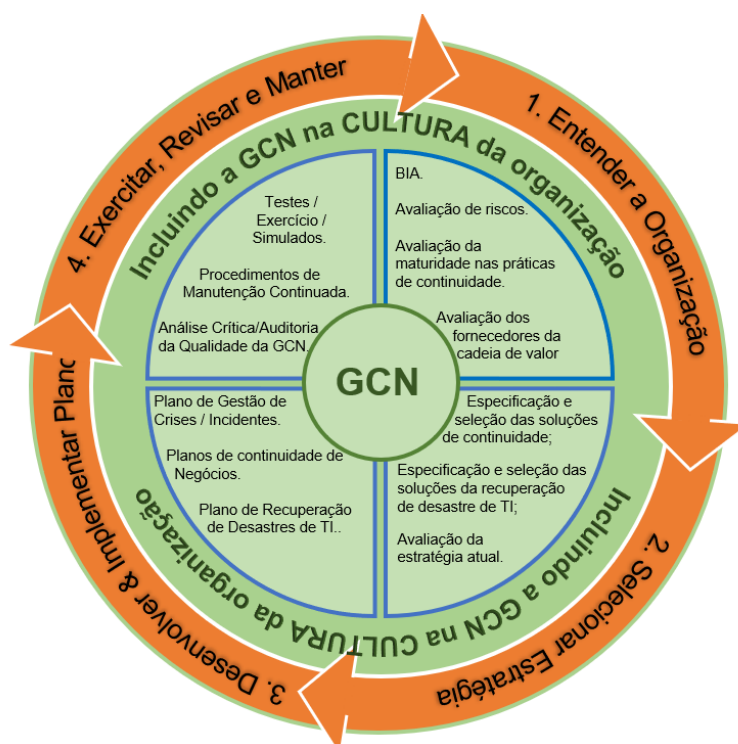 1. Entender a Organização
2. Selecionar Estratégia
3. Desenvolver & Implementar Plano
4. Exercitar, Revisar e Manter
Incluindo a GCN na CULTURA da organização
Incluindo a GCN na CULTURA da organização
BIA.
Avaliação de riscos.
Avaliação da
maturidade nas práticas
de continuidade.
Avaliação dos
fornecedores da
cadeia de valor
Especificação e
seleção das soluções
de continuidade;
Especificação e seleção das
soluções da recuperação
de desastre de TI;
Avaliação da
estratégia atual.
Plano de Gestão de
Crises / Incidentes.
Planos de continuidade de
Negócios.
Plano de Recuperação
de Desastres de TI..
Testes /
Exercício /
Simulados.
Procedimentos de
Manutenção Continuada.
Análise Crítica/Auditoria
da Qualidade da GCN.
GCN